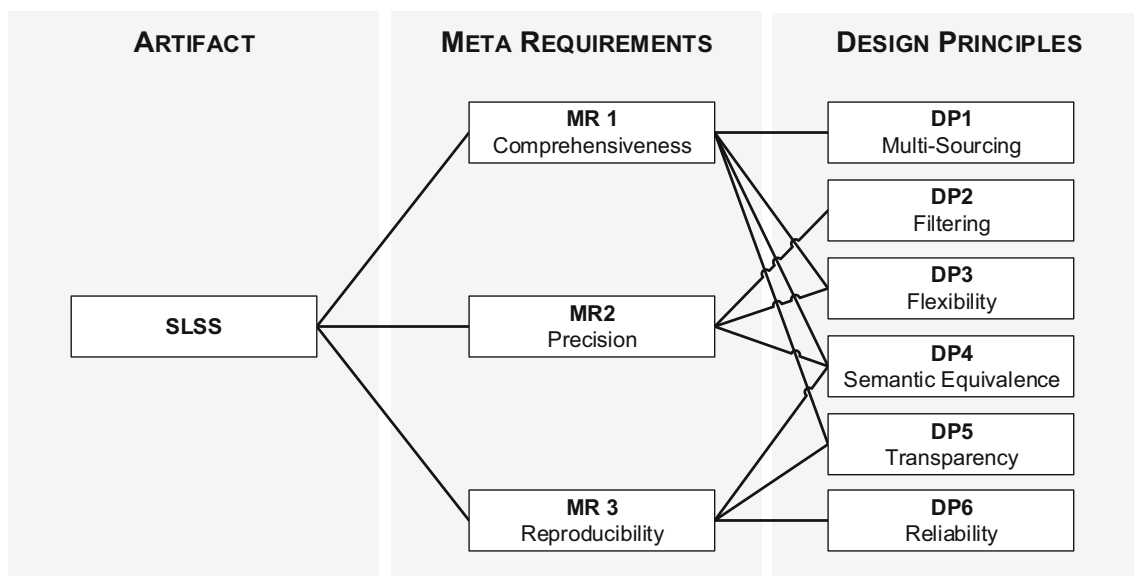 ARTIFACT
META REQUIREMENTS
DESIGN PRINCIPLES
SLSS
MR 1
Comprehensiveness
MR2
Precision
MR 3
Reproducibility
DP1
Multi-Sourcing
DP2
Filtering
DP3
Flexibility
DP4
Semantic Equivalence
DP5
Transparency
DP6
Reliability